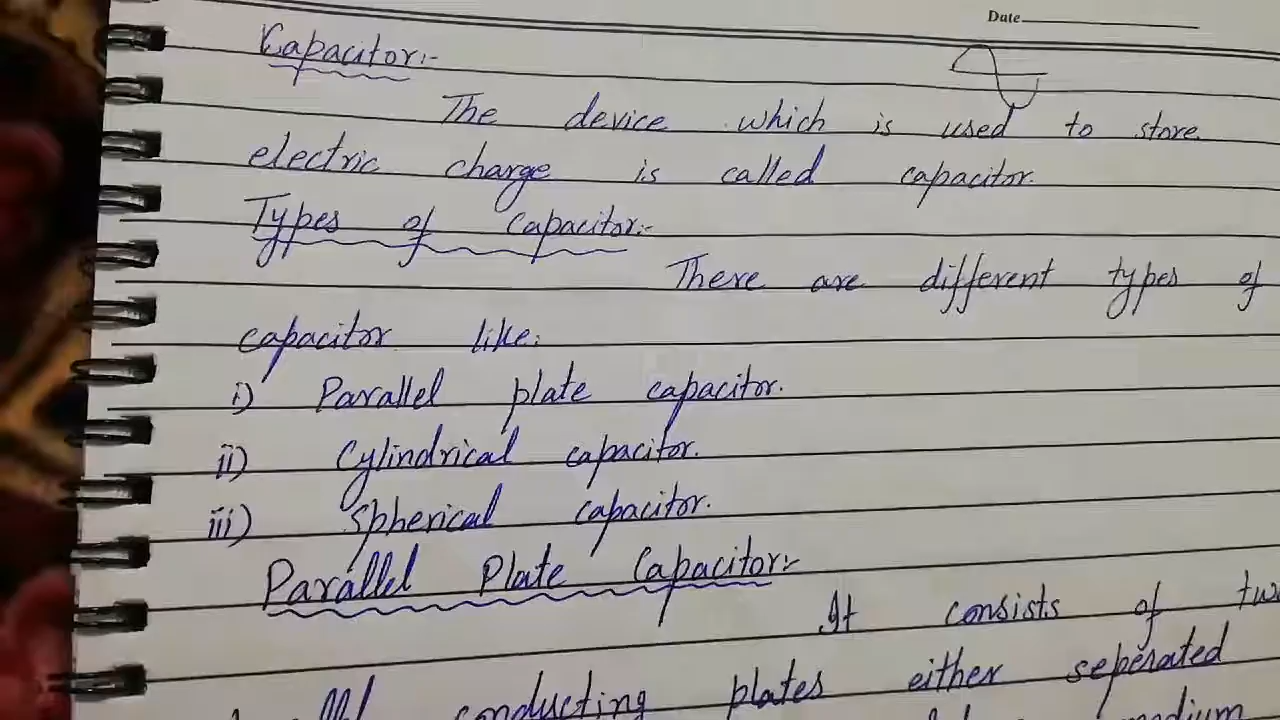 Date
Capacitor:-
The device which is used to store
electric charge is called capacitor.
Types of Capacitor:-
There are different types of
capacitor like:
i) Parallel plate capacitor.
ii) Cylindrical capacitor.
iii) Spherical capacitor.
Parallel Plate Capacitor:-
It consists of two
conducting plates either seperated
medium